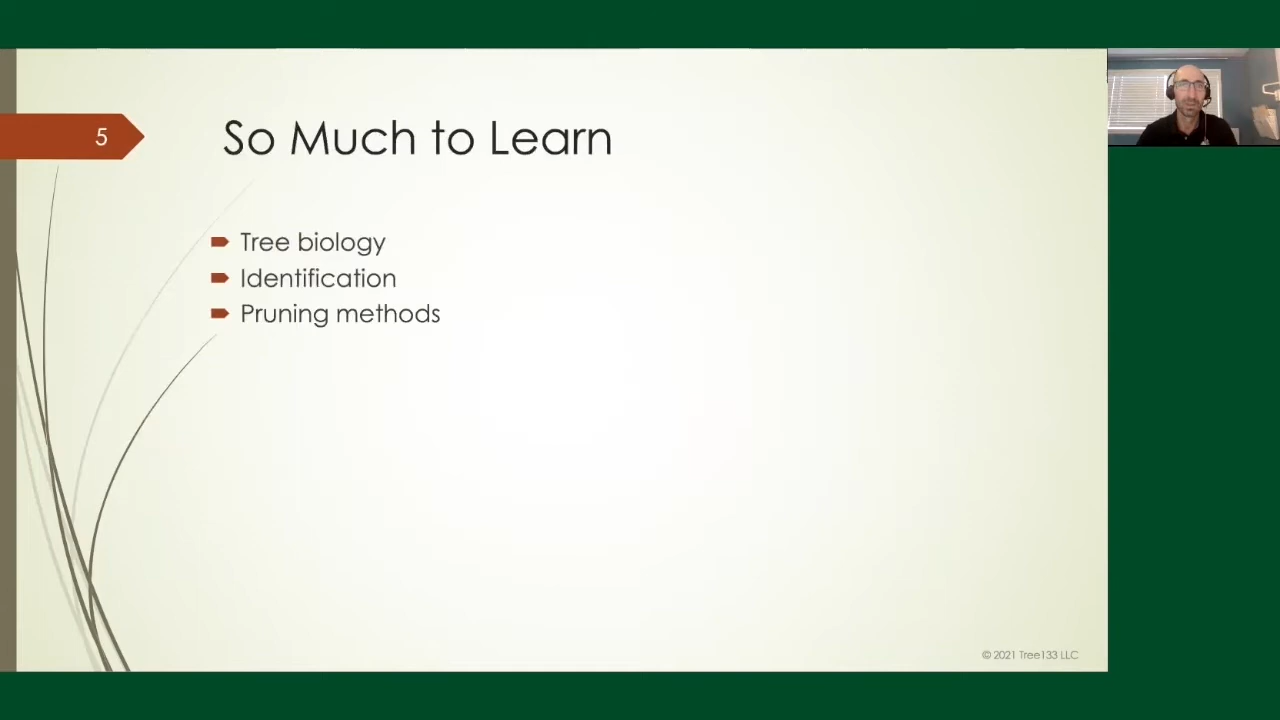 5
So Much to Learn
Tree biology
Identification
Pruning methods
© 2021 Tree133 LLC